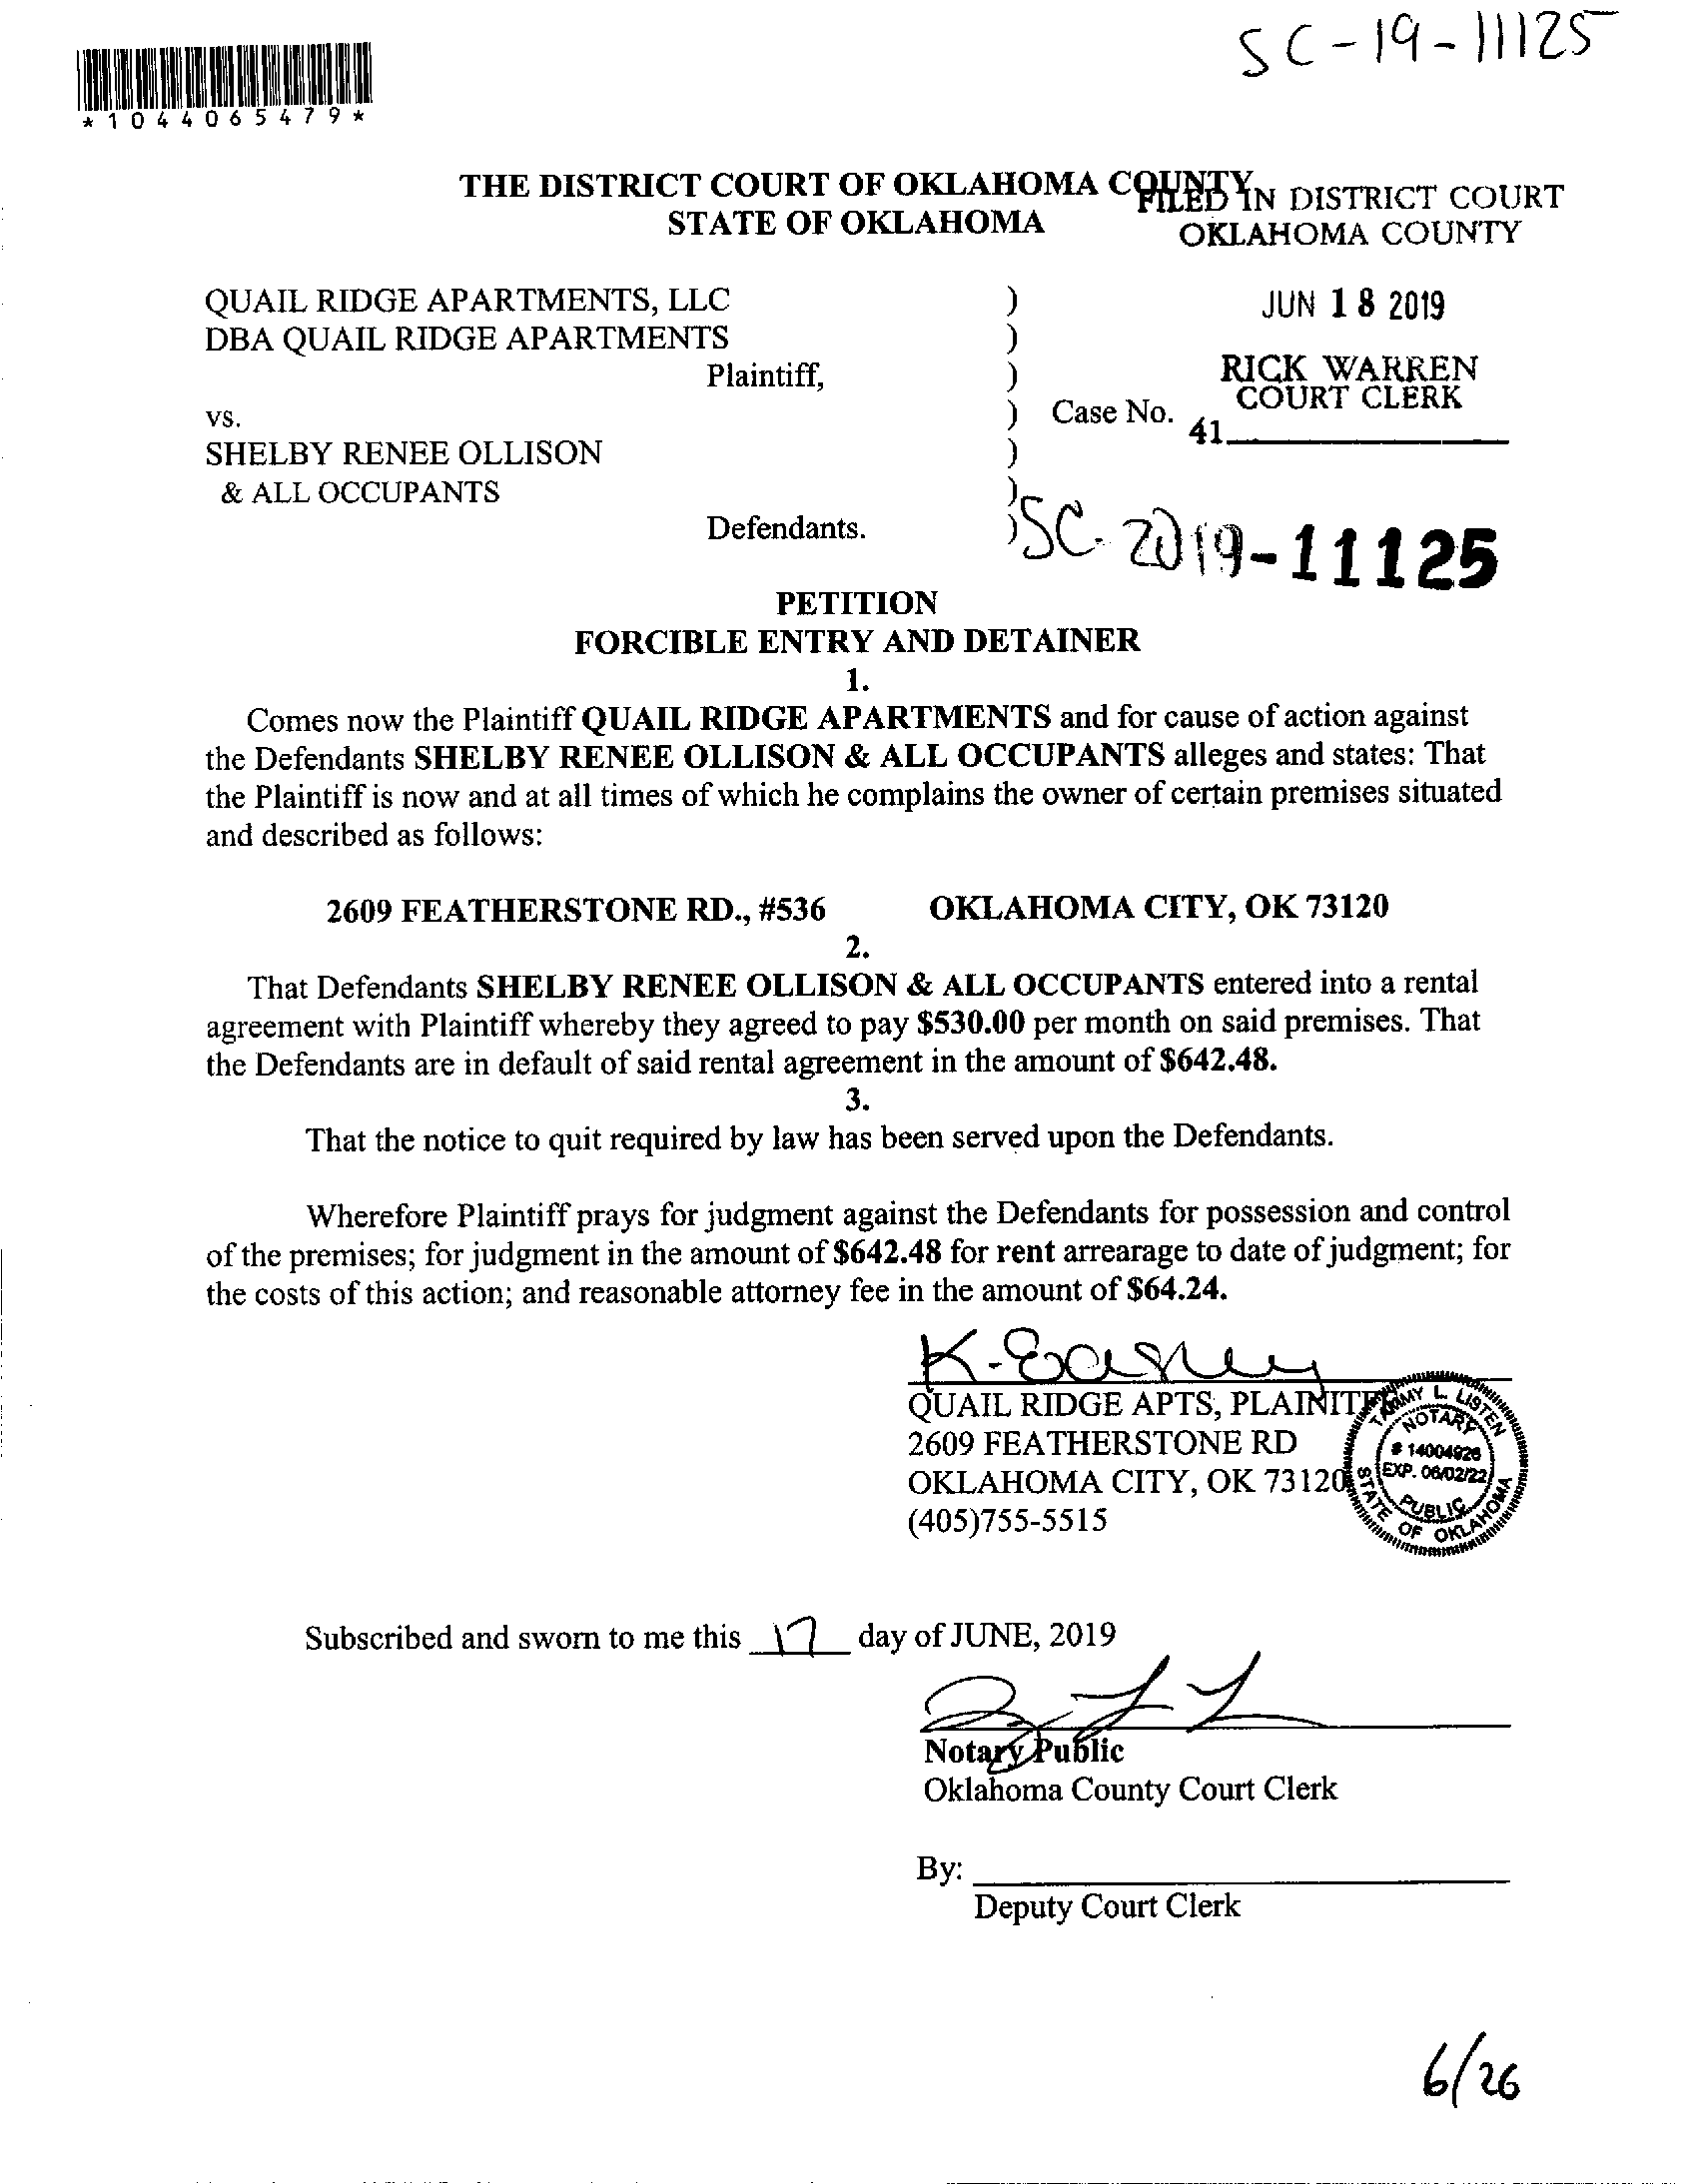 SC-19-11125
*1044065479*
THE DISTRICT COURT OF OKLAHOMA COUNTY
STATE OF OKLAHOMA
FILED IN DISTRICT COURT
OKLAHOMA COUNTY
JUN 18 2019
RICK WARREN
COURT CLERK
41
QUAIL RIDGE APARTMENTS, LLC )
DBA QUAIL RIDGE APARTMENTS )
Plaintiff, )
vs. ) Case No.
SHELBY RENEE OLLISON )
& ALL OCCUPANTS )
Defendants. )
SC-2019-11125
PETITION
FORCIBLE ENTRY AND DETAINER
1.
Comes now the Plaintiff QUAIL RIDGE APARTMENTS and for cause of action against
the Defendants SHELBY RENEE OLLISON & ALL OCCUPANTS alleges and states: That
the Plaintiff is now and at all times of which he complains the owner of certain premises situated
and described as follows:
2609 FEATHERSTONE RD., #536 OKLAHOMA CITY, OK 73120
2.
That Defendants SHELBY RENEE OLLISON & ALL OCCUPANTS entered into a rental
agreement with Plaintiff whereby they agreed to pay $530.00 per month on said premises. That
the Defendants are in default of said rental agreement in the amount of $642.48.
3.
That the notice to quit required by law has been served upon the Defendants.
Wherefore Plaintiff prays for judgment against the Defendants for possession and control
of the premises; for judgment in the amount of $642.48 for rent arrearage to date of judgment; for
the costs of this action; and reasonable attorney fee in the amount of $64.24.
K. Easley
QUAIL RIDGE APTS, PLAINITFF
2609 FEATHERSTONE RD
OKLAHOMA CITY, OK 73120
(405)755-5515
TAMMY L. LISTEN
NOTARY
# 14004926
EXP. 06/02/22
PUBLIC
STATE OF OKLAHOMA
Subscribed and sworn to me this 17 day of JUNE, 2019
Notary Public
Oklahoma County Court Clerk
By:
Deputy Court Clerk
6/26